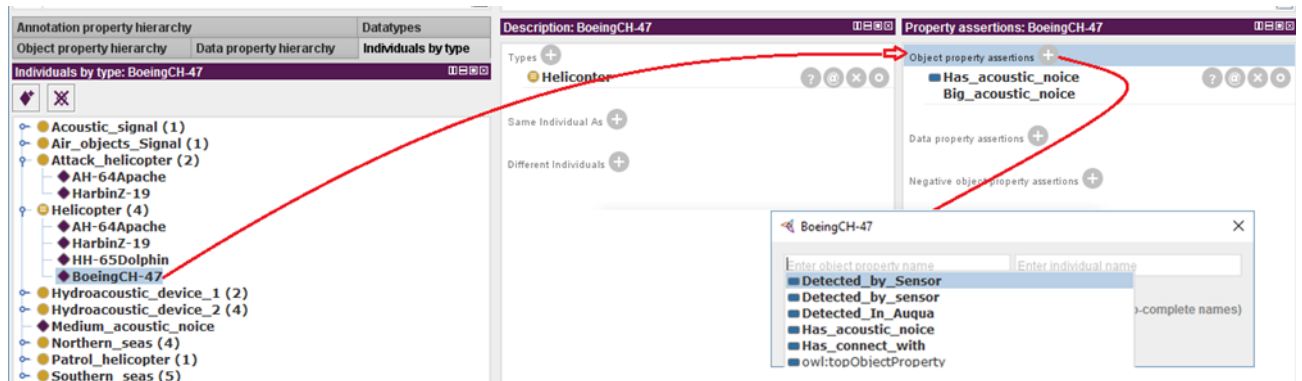 Annotation property hierarchy
Datatypes
Object property hierarchy
Data property hierarchy
Individuals by type
Individuals by type: BoeingCH-47
Acoustic_signal (1)
Air_objects_Signal (1)
Attack_helicopter (2)
AH-64Apache
HarbinZ-19
Helicopter (4)
AH-64Apache
HarbinZ-19
HH-65Dolphin
BoeingCH-47
Hydroacoustic_device_1 (2)
Hydroacoustic_device_2 (4)
Medium_acoustic_noice
Northern_seas (4)
Patrol_helicopter (1)
Southern_seas (5)
Description: BoeingCH-47
Types
Helicopter
Same Individual As
Different Individuals
Property assertions: BoeingCH-47
Object property assertions
Has_acoustic_noice
Big_acoustic_noice
Data property assertions
Negative object property assertions
BoeingCH-47
Enter object property name
Enter individual name
Detected_by_Sensor
Detected_by_sensor
Detected_In_Auqua
Has_acoustic_noice
Has_connect_with
owl:topObjectProperty
-complete names)